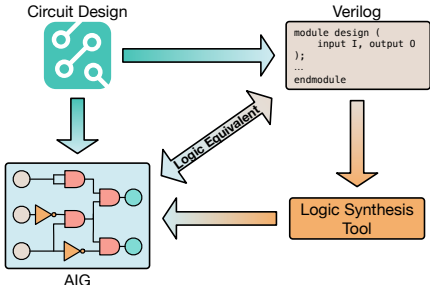 Circuit Design
Verilog
module design (
    input I, output O
);
...
endmodule
Logic Equivalent
Logic Synthesis
Tool
AIG